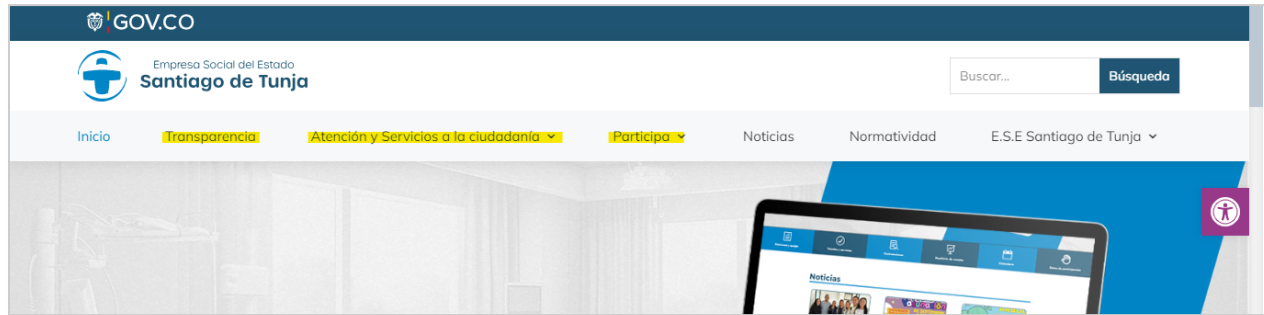 GOV.CO
Empresa Social del Estado
Santiago de Tunja
Buscar...
Búsqueda
Inicio Transparencia Atención y Servicios a la ciudadanía Participa Noticias Normatividad E.S.E Santiago de Tunja
Noticias